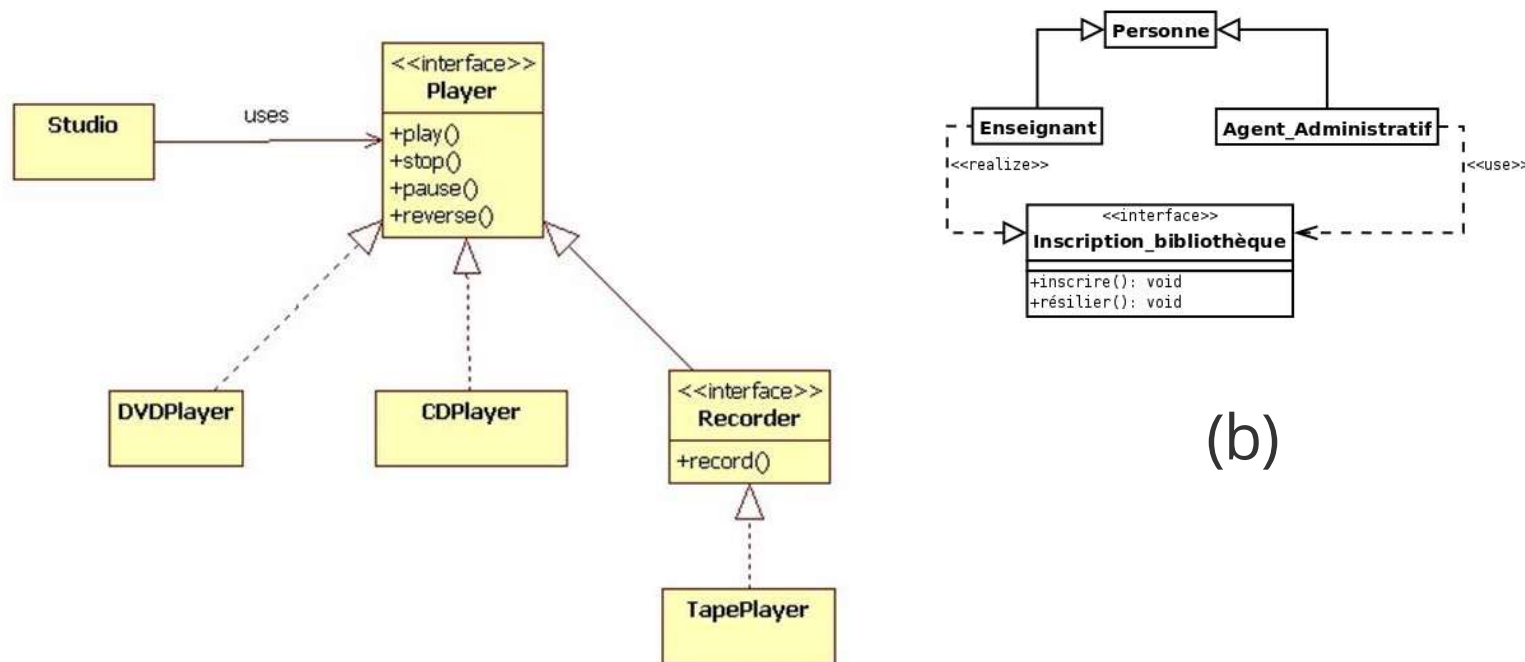 <<interface>>
Player
+play()
+stop()
+pause()
+reverse()
Studio
uses
DVDPlayer
CDPlayer
<<interface>>
Recorder
+record()
TapePlayer
Personne
Enseignant
Agent_Administratif
<<realize>>
<<use>>
<<interface>>
Inscription_bibliothèque
+inscrire(): void
+résilier(): void
(b)